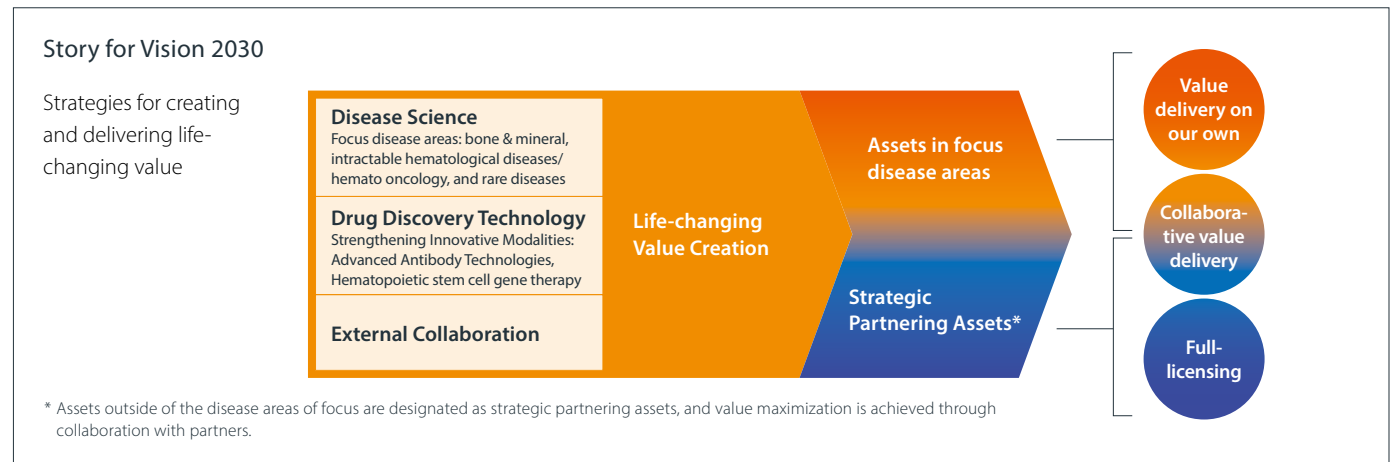 Story for Vision 2030
Strategies for creating
and delivering life-
changing value
Disease Science
Focus disease areas: bone & mineral,
intractable hematological diseases/
hemato oncology, and rare diseases
Drug Discovery Technology
Strengthening Innovative Modalities:
Advanced Antibody Technologies,
Hematopoietic stem cell gene therapy
External Collaboration
Life-changing
Value Creation
Assets in focus
disease areas
Strategic
Partnering Assets*
Value
delivery on
our own
Collabora-
tive value
delivery
Full-
licensing
* Assets outside of the disease areas of focus are designated as strategic partnering assets, and value maximization is achieved through
collaboration with partners.